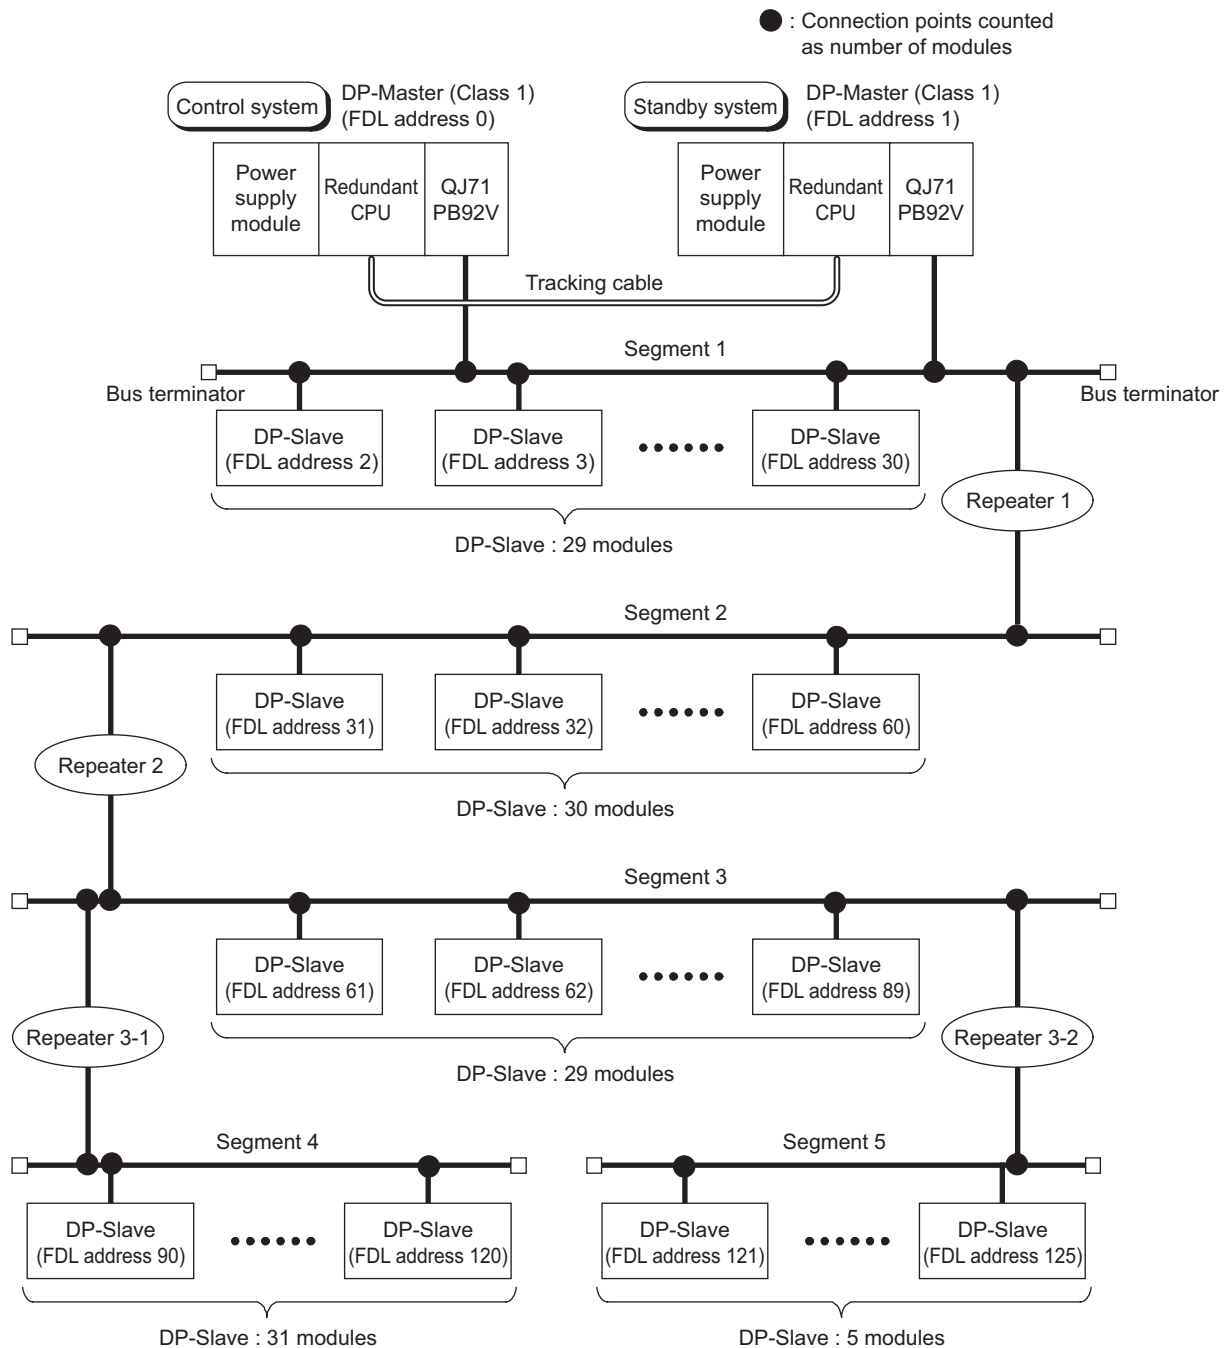 : Connection points counted
as number of modules
Control system
DP-Master (Class 1)
(FDL address 0)
Standby system
DP-Master (Class 1)
(FDL address 1)
Power
supply
module
Redundant
CPU
QJ71
PB92V
Power
supply
module
Redundant
CPU
QJ71
PB92V
Tracking cable
Segment 1
Bus terminator
Bus terminator
DP-Slave
(FDL address 2)
DP-Slave
(FDL address 3)
DP-Slave
(FDL address 30)
Repeater 1
DP-Slave : 29 modules
Segment 2
DP-Slave
(FDL address 31)
DP-Slave
(FDL address 32)
DP-Slave
(FDL address 60)
Repeater 2
DP-Slave : 30 modules
Segment 3
DP-Slave
(FDL address 61)
DP-Slave
(FDL address 62)
DP-Slave
(FDL address 89)
Repeater 3-1
Repeater 3-2
DP-Slave : 29 modules
Segment 4
Segment 5
DP-Slave
(FDL address 90)
DP-Slave
(FDL address 120)
DP-Slave
(FDL address 121)
DP-Slave
(FDL address 125)
DP-Slave : 31 modules
DP-Slave : 5 modules